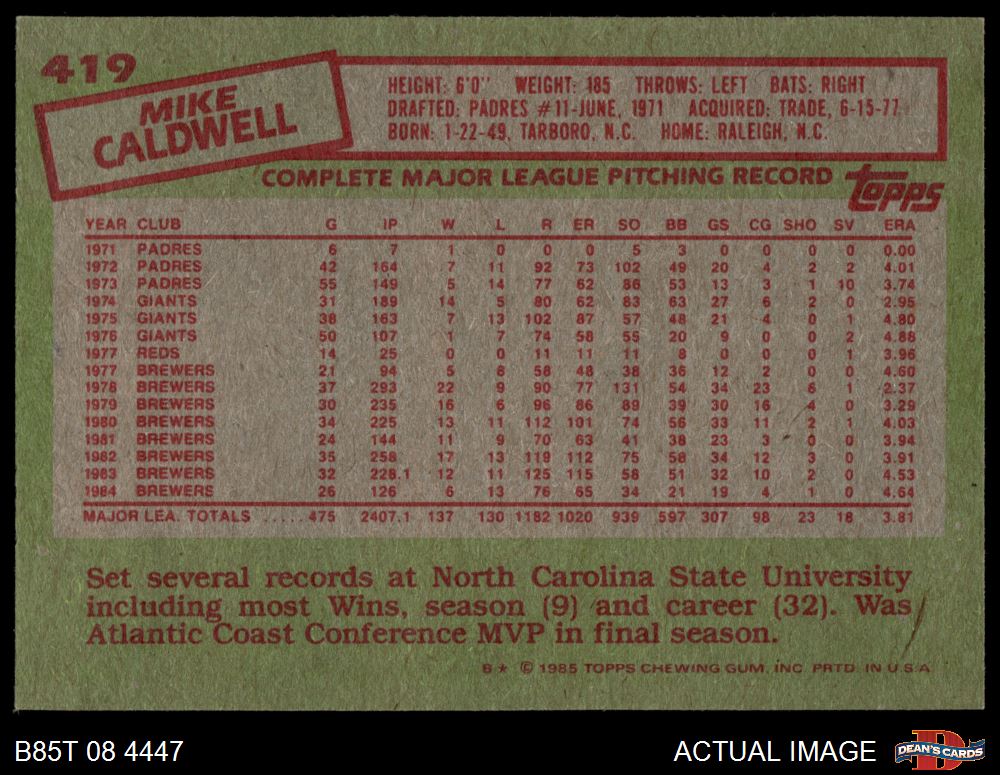 419
MIKE
CALDWELL
HEIGHT: 6'0" WEIGHT: 185 THROWS: LEFT BATS: RIGHT
DRAFTED: PADRES #11-JUNE, 1971 ACQUIRED: TRADE, 6-15-77
BORN: 1-22-49, TARBORO, N.C. HOME: RALEIGH, N.C.
COMPLETE MAJOR LEAGUE PITCHING RECORD
topps
YEAR CLUB G IP W L R ER SO BB GS CG SHO SV ERA
1971 PADRES 6 7 1 0 0 0 5 3 0 0 0 0 0.00
1972 PADRES 42 164 7 11 92 73 102 49 20 4 2 2 4.01
1973 PADRES 55 149 5 14 77 62 86 53 13 3 1 10 3.74
1974 GIANTS 31 189 14 5 80 62 83 63 27 6 2 0 2.95
1975 GIANTS 38 163 7 13 102 87 57 48 21 4 0 1 4.80
1976 GIANTS 50 107 1 7 74 58 55 20 9 0 0 2 4.88
1977 REDS 14 25 0 0 11 11 11 8 0 0 0 1 3.96
1977 BREWERS 21 94 5 8 58 48 38 36 12 2 0 0 4.60
1978 BREWERS 37 293 22 9 90 77 131 54 34 23 6 1 2.37
1979 BREWERS 30 235 16 6 96 86 89 39 30 16 4 0 3.29
1980 BREWERS 34 225 13 11 112 101 74 56 33 11 2 1 4.03
1981 BREWERS 24 144 11 9 70 63 41 38 23 3 0 0 3.94
1982 BREWERS 35 258 17 13 119 112 75 58 34 12 3 0 3.91
1983 BREWERS 32 228.1 12 11 125 115 58 51 32 10 2 0 4.53
1984 BREWERS 26 126 6 13 76 65 34 21 19 4 1 0 4.64
MAJOR LEA. TOTALS ..... 475 2407.1 137 130 1182 1020 939 597 307 98 23 18 3.81
Set several records at North Carolina State University
including most Wins, season (9) and career (32). Was
Atlantic Coast Conference MVP in final season.
B* © 1985 TOPPS CHEWING GUM, INC. PRTD. IN U.S.A.
B85T 08 4447
ACTUAL IMAGE
DEAN'S CARDS